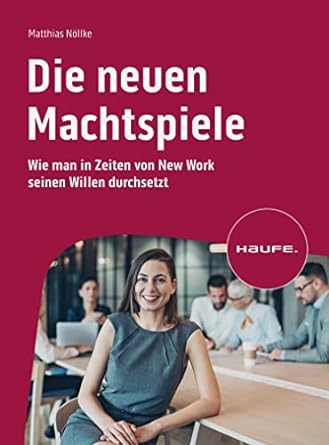 Matthias Nöllke
Die neuen
Machtspiele
Wie man in Zeiten von New Work
seinen Willen durchsetzt
HAUFE.